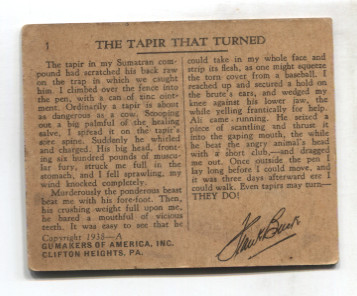 1
THE TAPIR THAT TURNED
The tapir in my Sumatran com-
pound had scratched his back raw
on the trap in which we caught
him. I climbed over the fence into
the pen, with a can of zinc oint-
ment. Ordinarily a tapir is about
as dangerous as a cow. Smooging
out a big palmful of the healing
salve, I spread it on the tapir's
sore spine. Suddenly he whirled
and charged. His big head, front-
ing six hundred pounds of muscu-
lar fury, struck me full in the
stomach, and I fell sprawling, my
wind knocked completely.
Murderously the ponderous beast
beat me with his fore-foot. Then,
his crushing weight full upon me,
he bared a mouthful of vicious
teeth. It was easy to see that he
could take in my whole face and
strip its flesh, as one might squeeze
the torn cover from a baseball. I
reached up and secured a hold on
the brute's ears, and wedged my
knee against his lower jaw, the
while yelling frantically for help.
Ali came running. He seized a
piece of scantling and thrust it
into the gaping mouth, the while
he beat the angry animal's head
with a short club—and dragged
me out. Once outside the pen I
lay long before I could move, and
it was three days afterward ere I
could walk. Even tapirs may turn—
THEY DO!
Copyright 1938—A
GUMAKERS OF AMERICA, INC.
CLIFTON HEIGHTS, PA.
Frank Buck